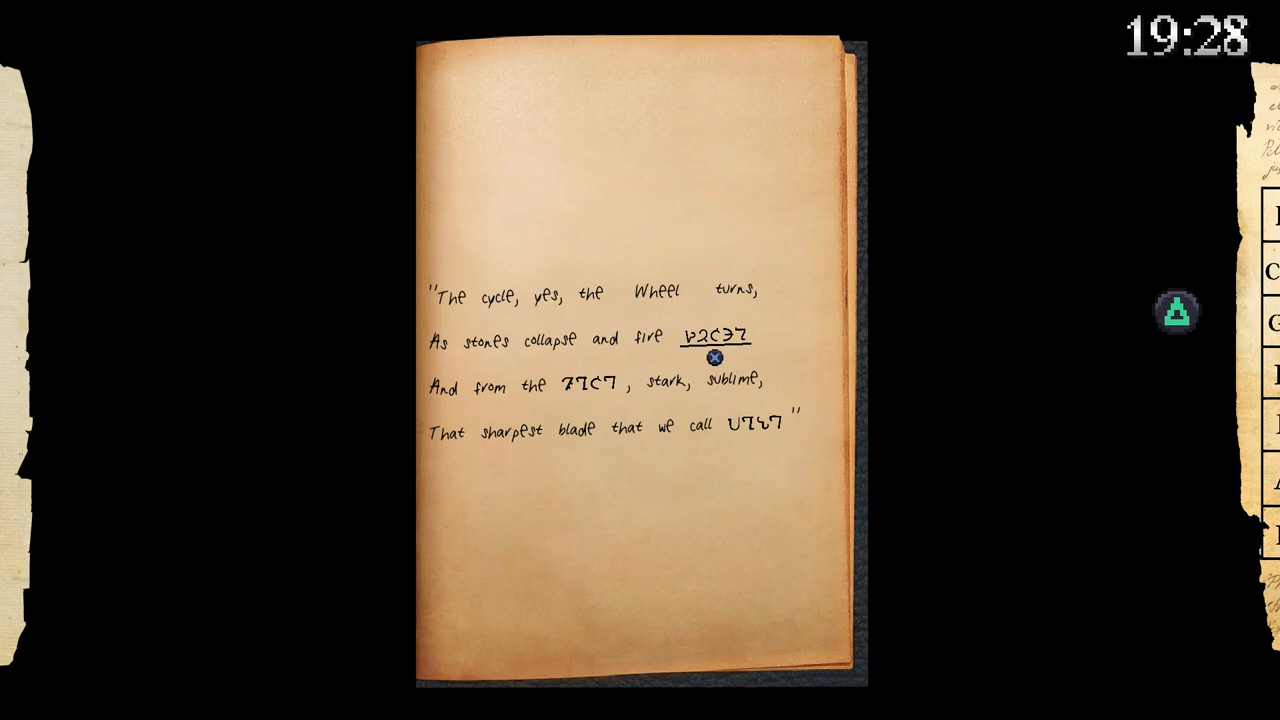 19:28
"The cycle, yes, the Wheel turns,
As stones collapse and fire
And from the , stark, sublime,
That sharpest blade that we call "